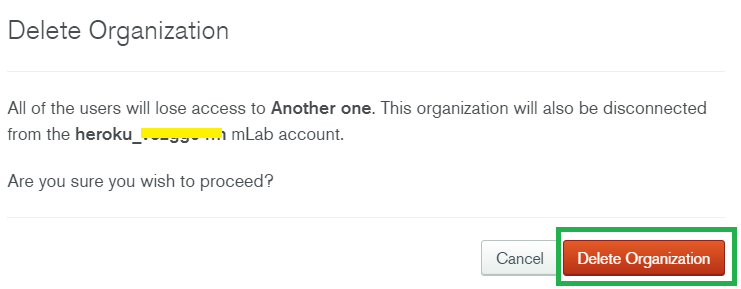 Delete Organization
All of the users will lose access to Another one. This organization will also be disconnected
from the heroku_ mLab account.
Are you sure you wish to proceed?
Cancel Delete Organization